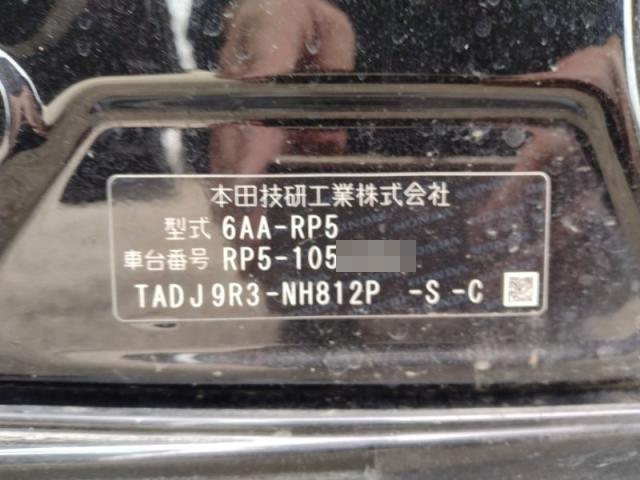 本田技研工業株式会社
型式 6AA-RP5
車台番号 RP5-105
TADJ9R3-NH812P -S -C